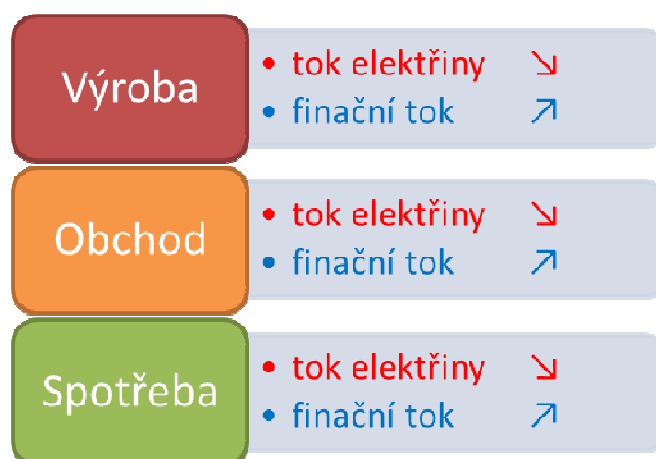 Výroba
• tok elektřiny ↘
• finační tok ↗
Obchod
• tok elektřiny ↘
• finační tok ↗
Spotřeba
• tok elektřiny ↘
• finační tok ↗